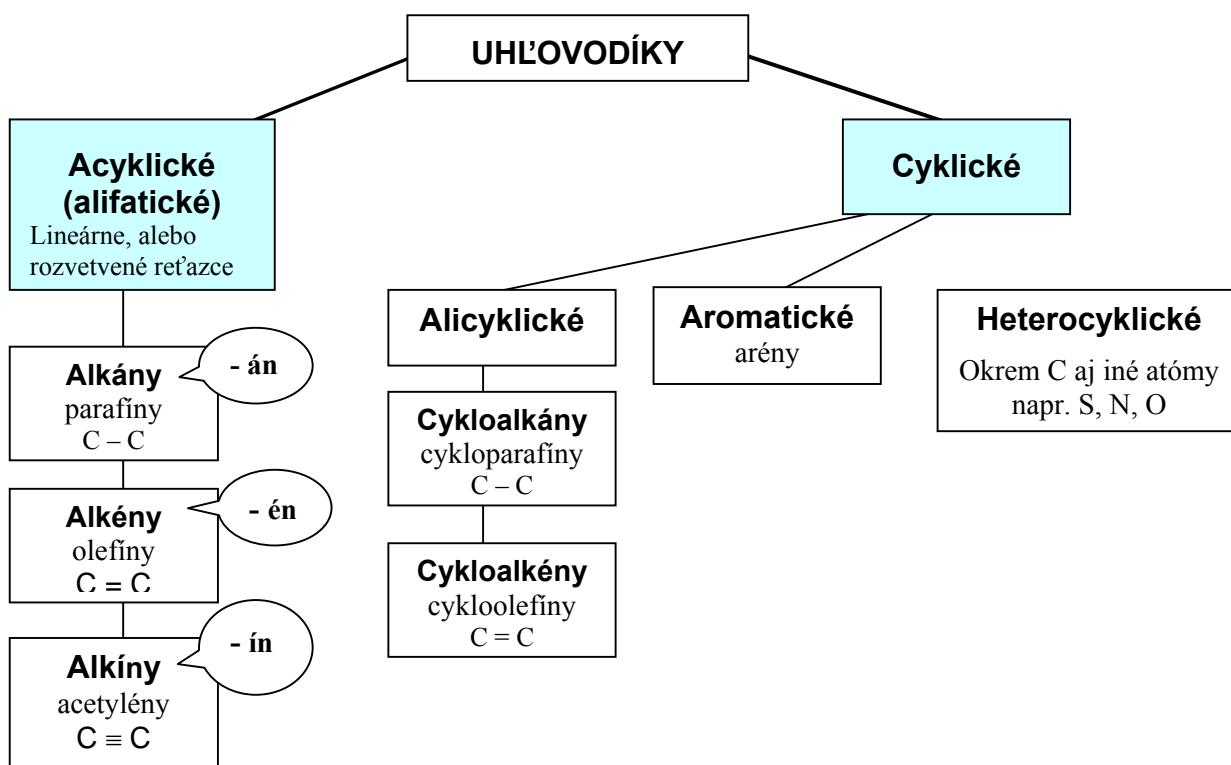 UHĽOVODÍKY
Acyklické
(alifatické)
Lineárne, alebo
rozvetvené reťazce
Cyklické
Alkány
parafíny
C – C
- án
Alkény
olefíny
C = C
- én
Alkíny
acetylény
C ≡ C
- ín
Alicyklické
Cykloalkány
cykloparafíny
C – C
Cykloalkény
cykloolefíny
C = C
Aromatické
arény
Heterocyklické
Okrem C aj iné atómy
napr. S, N, O